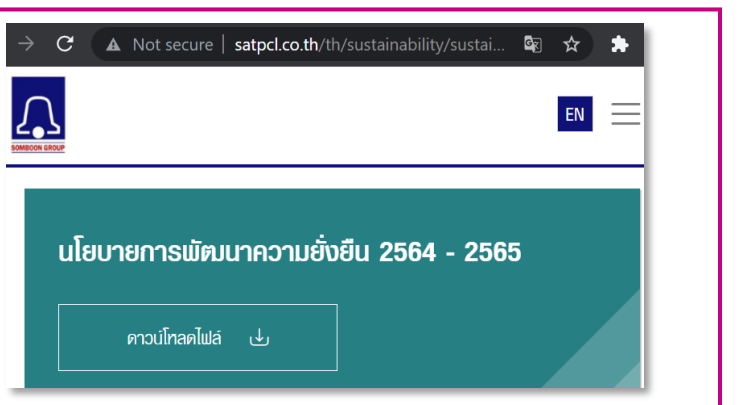 Not secure | satpcl.co.th/th/sustainability/sustai...
SOMBOON GROUP
EN
นโยบายการพัฒนาความยั่งยืน 2564 - 2565
ดาวน์โหลดไฟล์